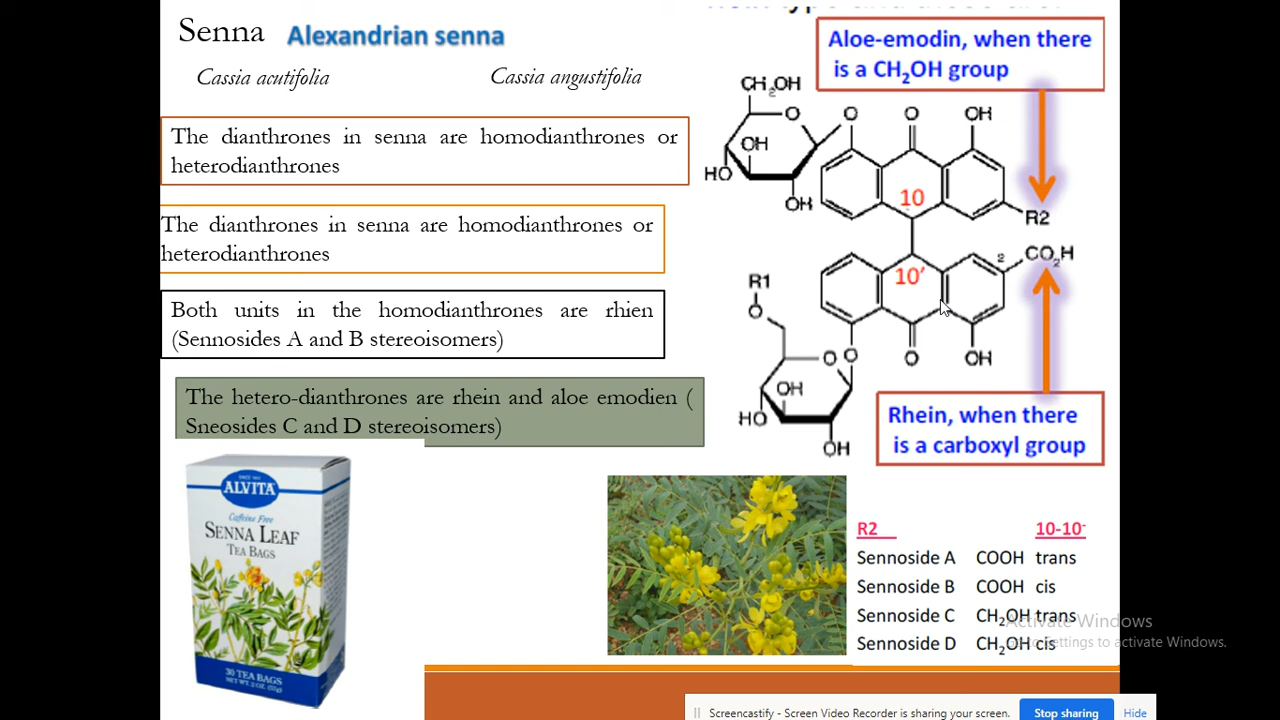 Senna Alexandrian senna
Cassia acutifolia Cassia angustifolia
The dianthrones in senna are homodianthrones or
heterodianthrones
The dianthrones in senna are homodianthrones or
heterodianthrones
Both units in the homodianthrones are rhien
(Sennosides A and B stereoisomers)
The hetero-dianthrones are rhein and aloe emodien (
Sneosides C and D stereoisomers)
SINCE 1922
ALVITA
Caffeine Free
SENNA LEAF
TEA BAGS
30 TEA BAGS
Aloe-emodin, when there
is a CH2OH group
CH2OH
O
O
O
OH
OH
HO
OH
10
R2
2
CO2H
10’
R1
O
O
O
O
OH
OH
HO
OH
Rhein, when there
is a carboxyl group
R2 10-10-
Sennoside A COOH trans
Sennoside B COOH cis
Sennoside C CH2OH trans
Sennoside D CH2OH cis
Activate Windows
Settings to activate Windows.
Screencastify - Screen Video Recorder is sharing your screen. Stop sharing Hide